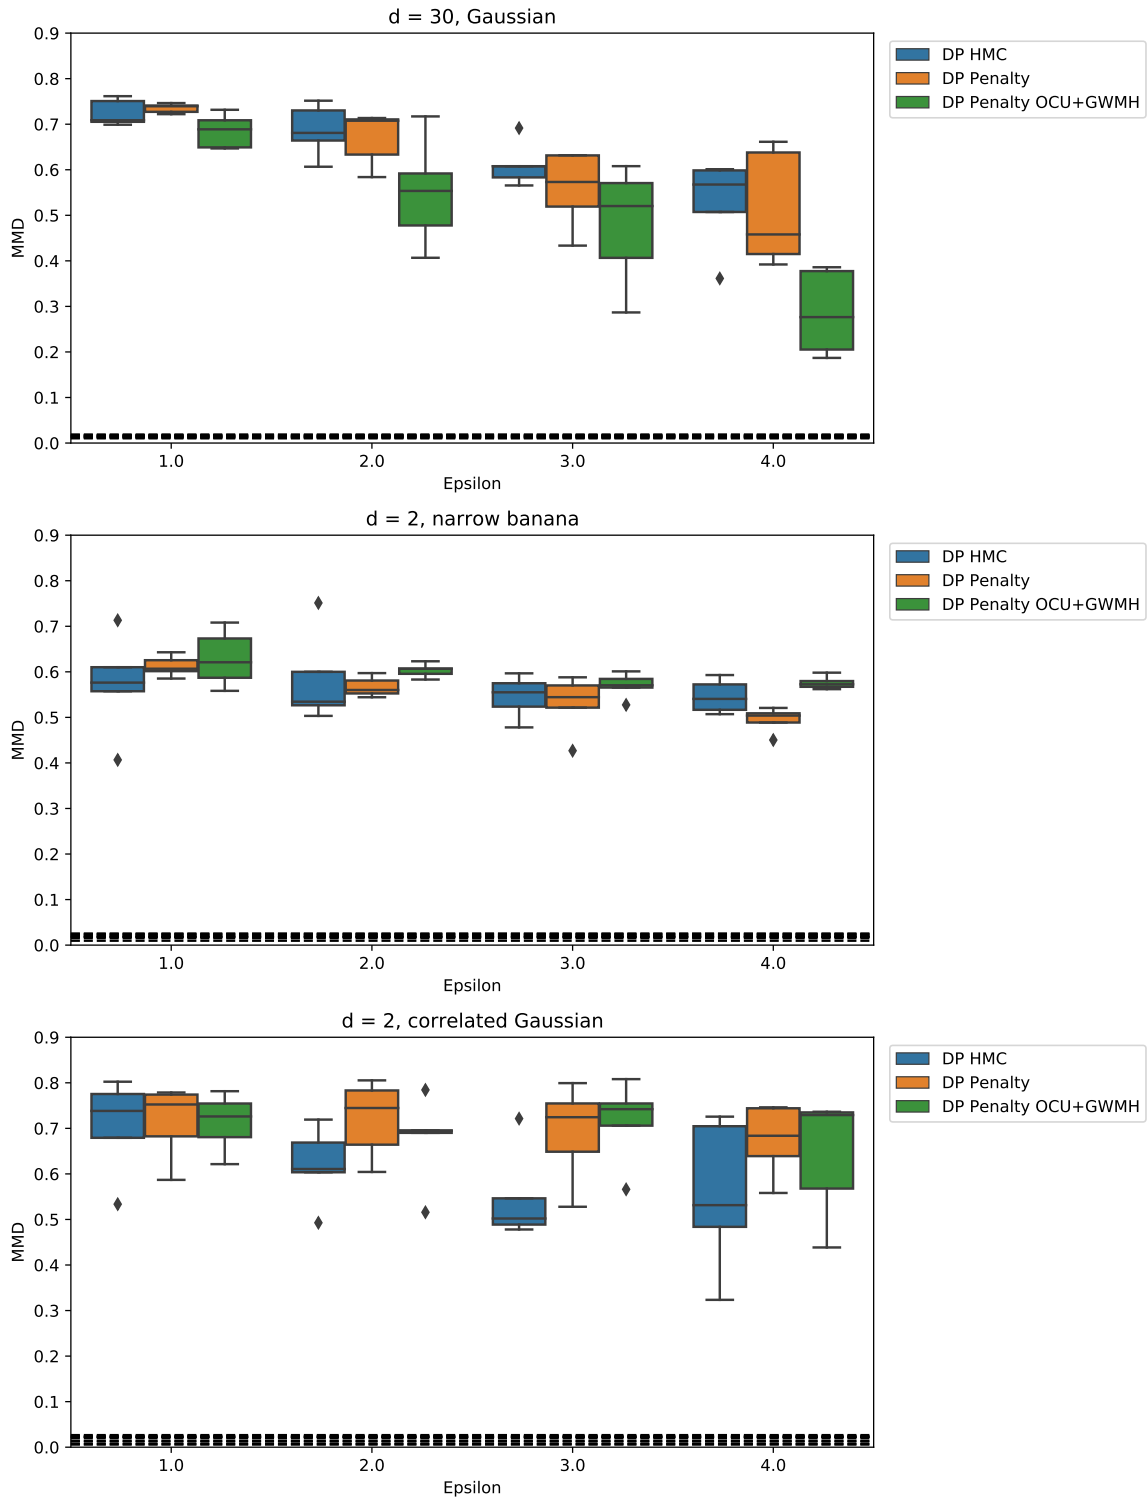 d = 30, Gaussian
0.9
0.8
0.7
0.6
0.5
0.4
0.3
0.2
0.1
0.0
MMD
1.0 2.0 3.0 4.0
Epsilon
DP HMC
DP Penalty
DP Penalty OCU+GWMH
d = 2, narrow banana
0.9
0.8
0.7
0.6
0.5
0.4
0.3
0.2
0.1
0.0
MMD
1.0 2.0 3.0 4.0
Epsilon
DP HMC
DP Penalty
DP Penalty OCU+GWMH
d = 2, correlated Gaussian
0.9
0.8
0.7
0.6
0.5
0.4
0.3
0.2
0.1
0.0
MMD
1.0 2.0 3.0 4.0
Epsilon
DP HMC
DP Penalty
DP Penalty OCU+GWMH